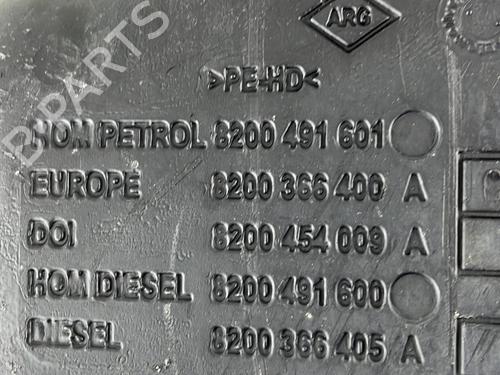 ARG
>PE-HD<
HOM PETROL 8200 491 601
EUROPE 8200 366 400 A
DOI 8200 454 009 A
HOM DIESEL 8200 491 600
DIESEL 8200 366 405 A
B-PARTS